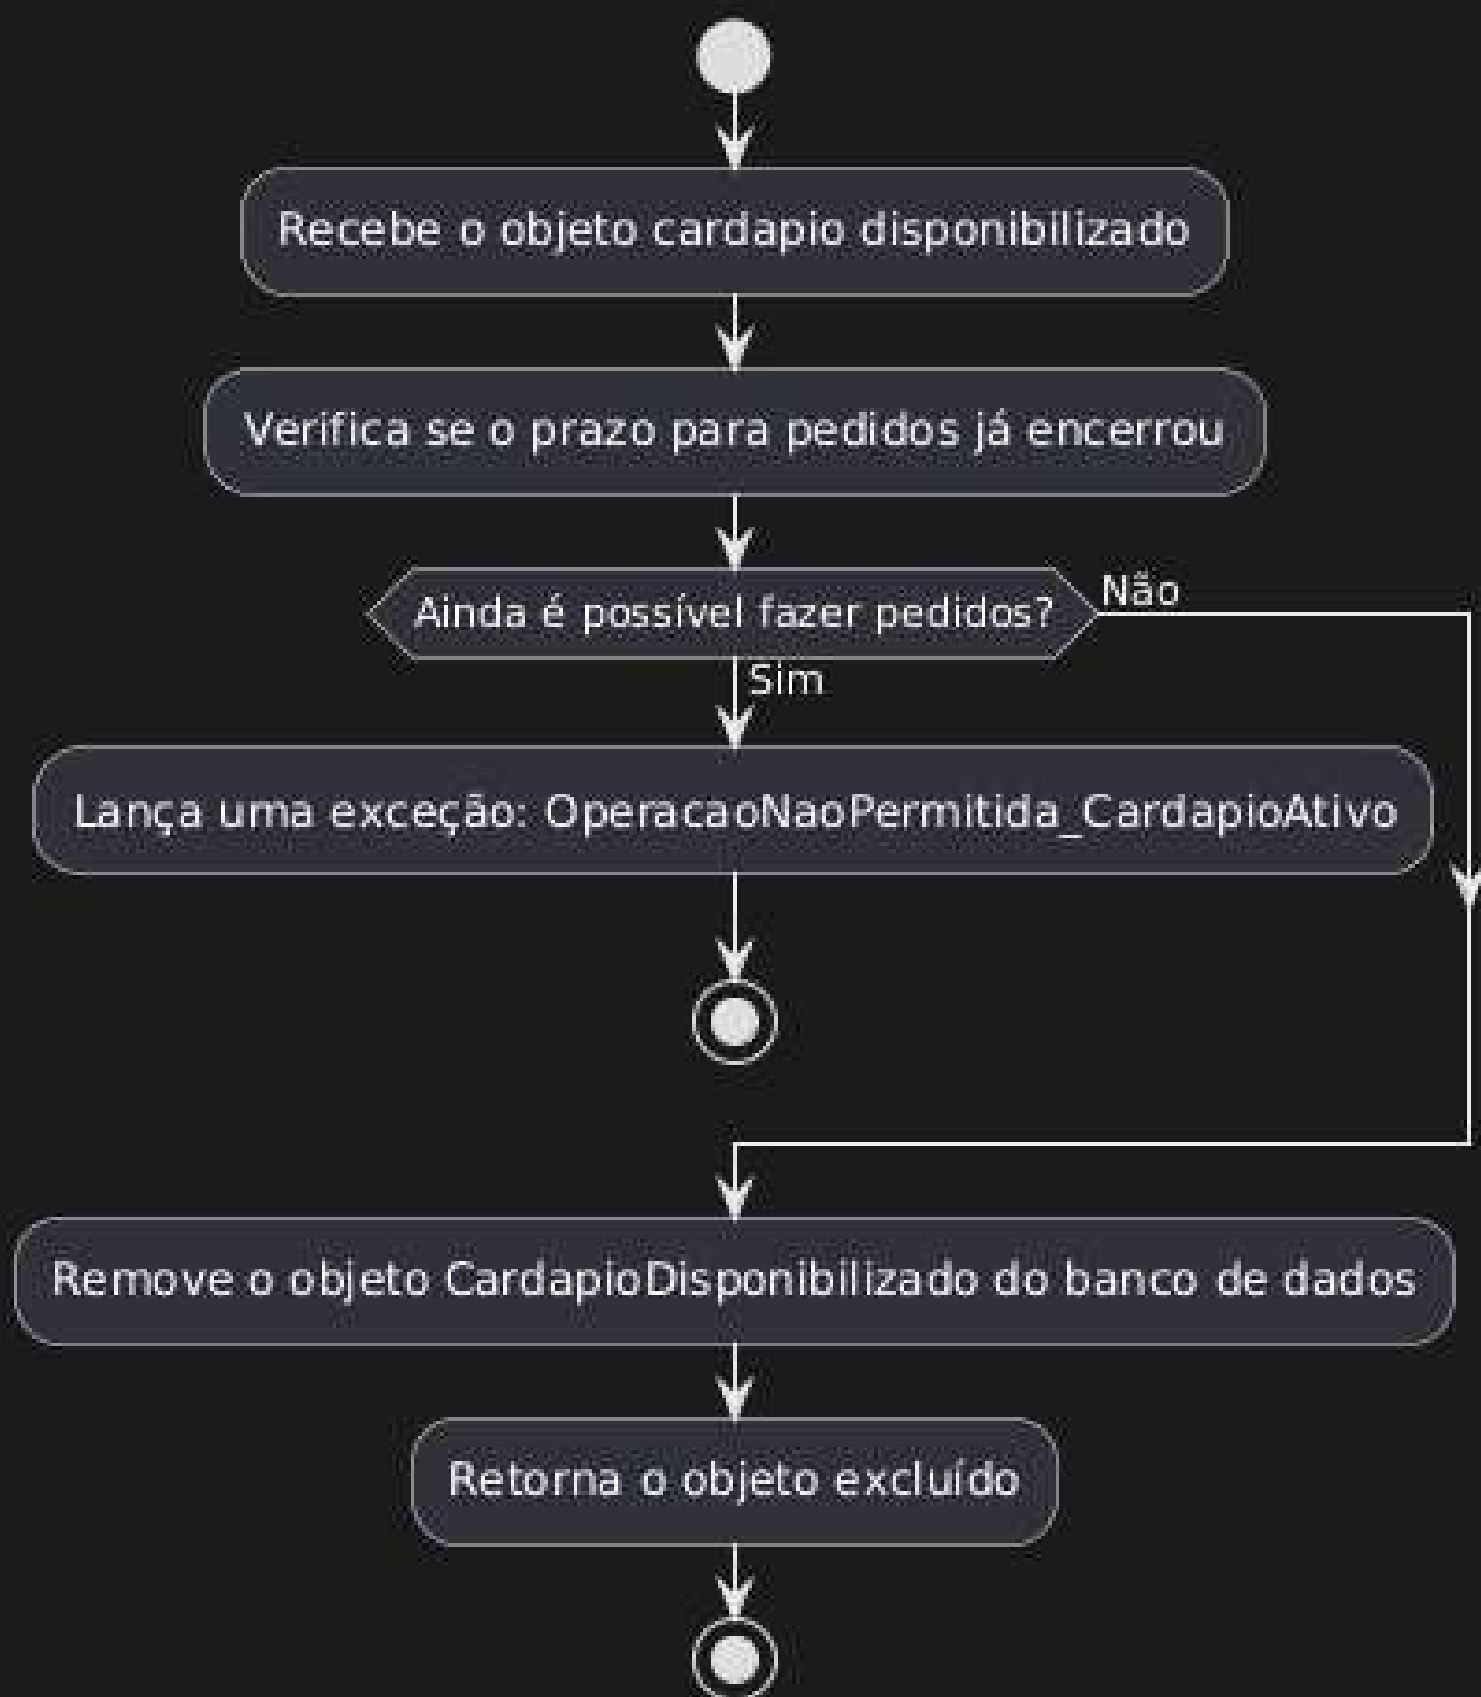 Recebe o objeto cardapio disponibilizado
Verifica se o prazo para pedidos já encerrou
Ainda é possível fazer pedidos?
Não
Sim
Lança uma exceção: OperacaoNaoPermitida_CardapioAtivo
Remove o objeto CardapioDisponibilizado do banco de dados
Retorna o objeto excluído